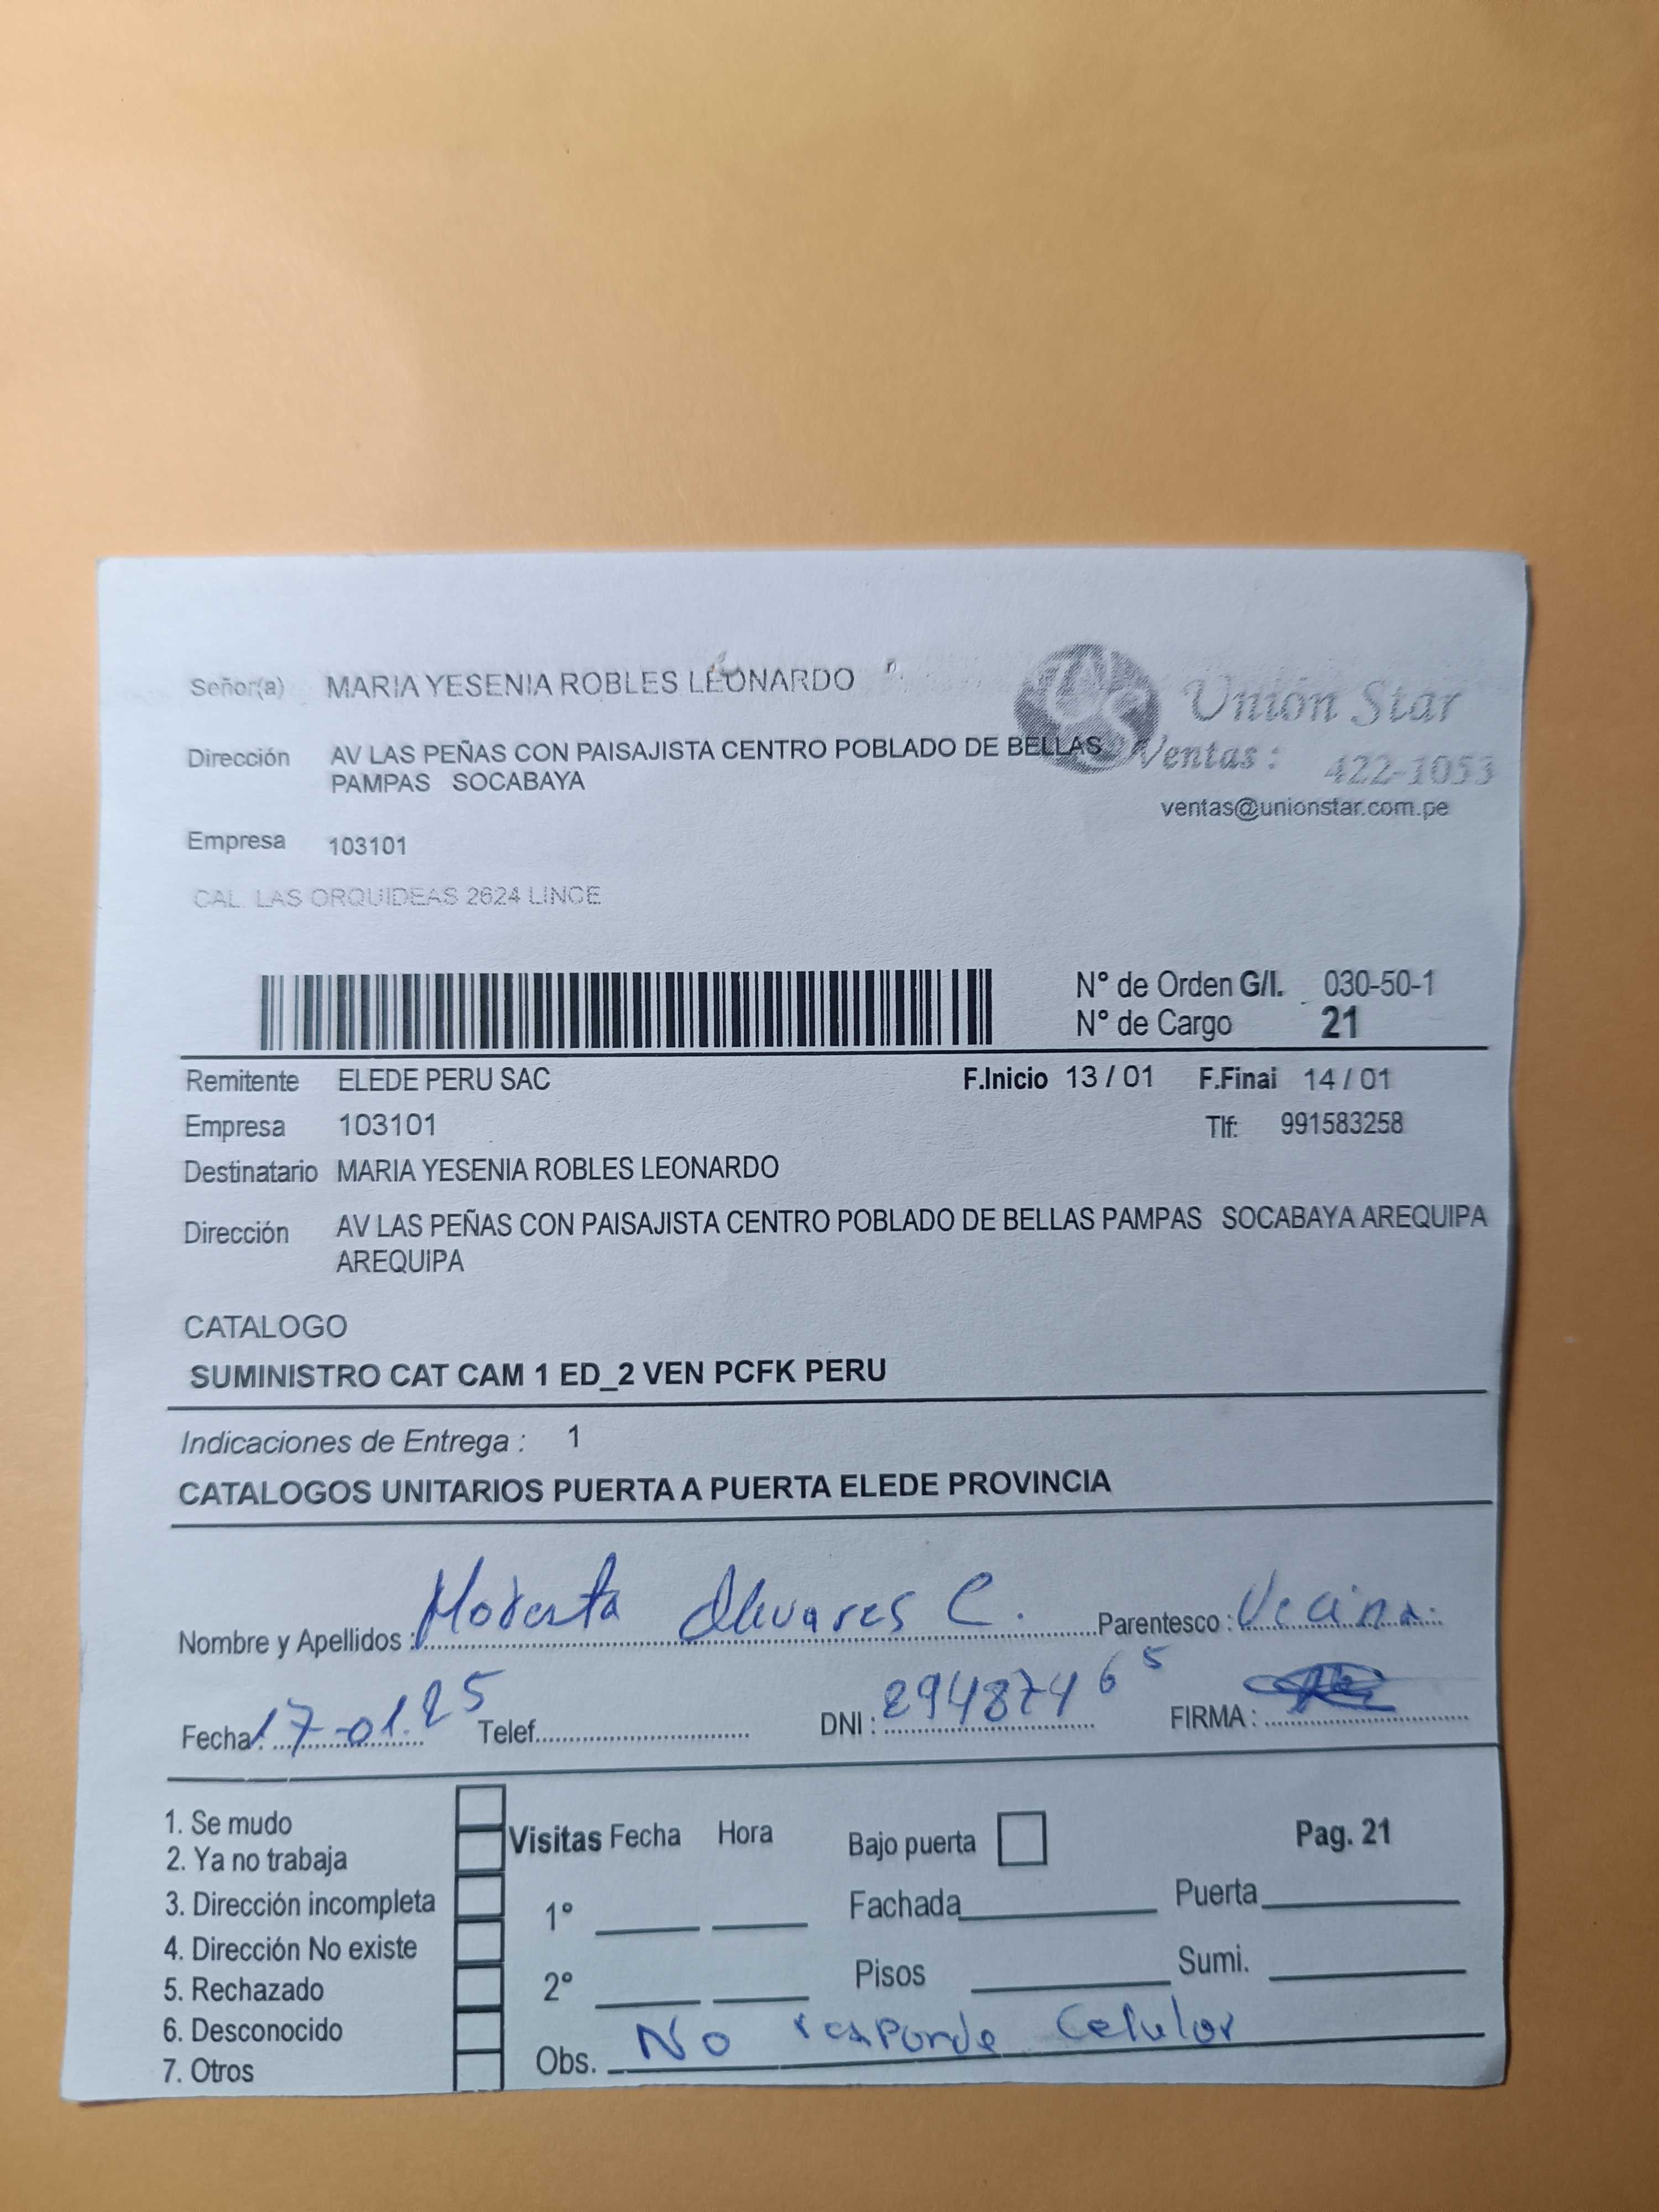 Señor(a) MARIA YESENIA ROBLES LEONARDO
Unión Star
Dirección AV LAS PEÑAS CON PAISAJISTA CENTRO POBLADO DE BELLAS
PAMPAS SOCABAYA
Ventas : 422-1053
ventas@unionstar.com.pe
Empresa 103101
CAL. LAS ORQUIDEAS 2624 LINCE
N° de Orden G/I. 030-50-1
N° de Cargo 21
Remitente ELEDE PERU SAC F.Inicio 13 / 01 F.Final 14 / 01
Empresa 103101 Tlf: 991583258
Destinatario MARIA YESENIA ROBLES LEONARDO
Dirección AV LAS PEÑAS CON PAISAJISTA CENTRO POBLADO DE BELLAS PAMPAS SOCABAYA AREQUIPA
AREQUIPA
CATALOGO
SUMINISTRO CAT CAM 1 ED_2 VEN PCFK PERU
Indicaciones de Entrega : 1
CATALOGOS UNITARIOS PUERTA A PUERTA ELEDE PROVINCIA
Nombre y Apellidos : Modesta Alvares C. Parentesco : Vecina.
Fecha: 17-01.25 Telef. DNI : 29487465 FIRMA :
1. Se mudo
2. Ya no trabaja
3. Dirección incompleta
4. Dirección No existe
5. Rechazado
6. Desconocido
7. Otros
Visitas Fecha Hora Bajo puerta Pag. 21
1° Fachada Puerta
2° Pisos Sumi.
Obs. No responde Celular